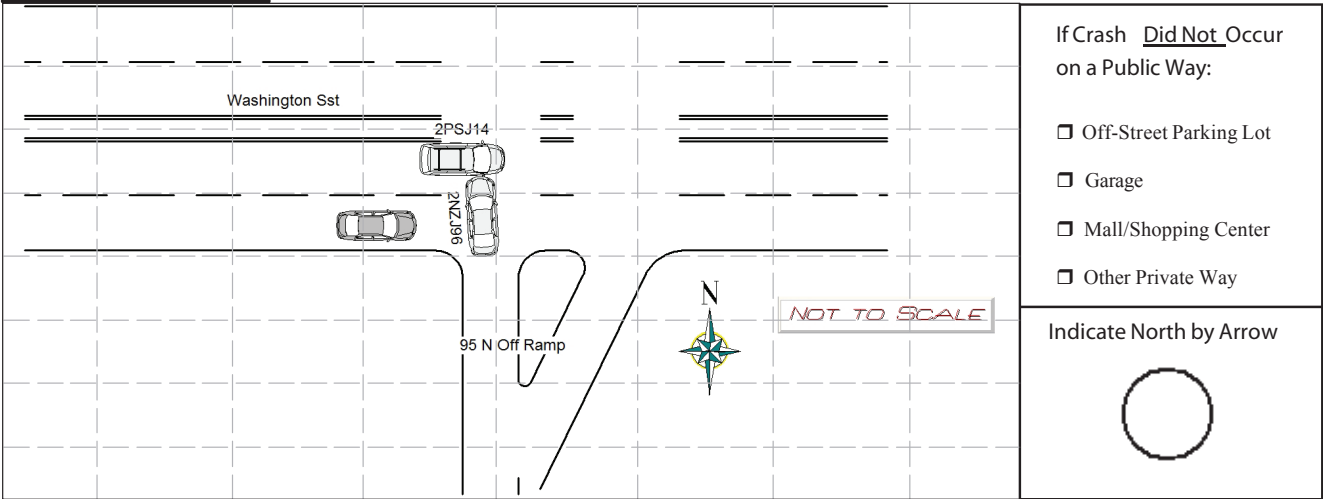 Washington Sst
2PSJ14
2NZJ96
95 N Off Ramp
N
NOT TO SCALE
If Crash Did Not Occur
on a Public Way:
Off-Street Parking Lot
Garage
Mall/Shopping Center
Other Private Way
Indicate North by Arrow